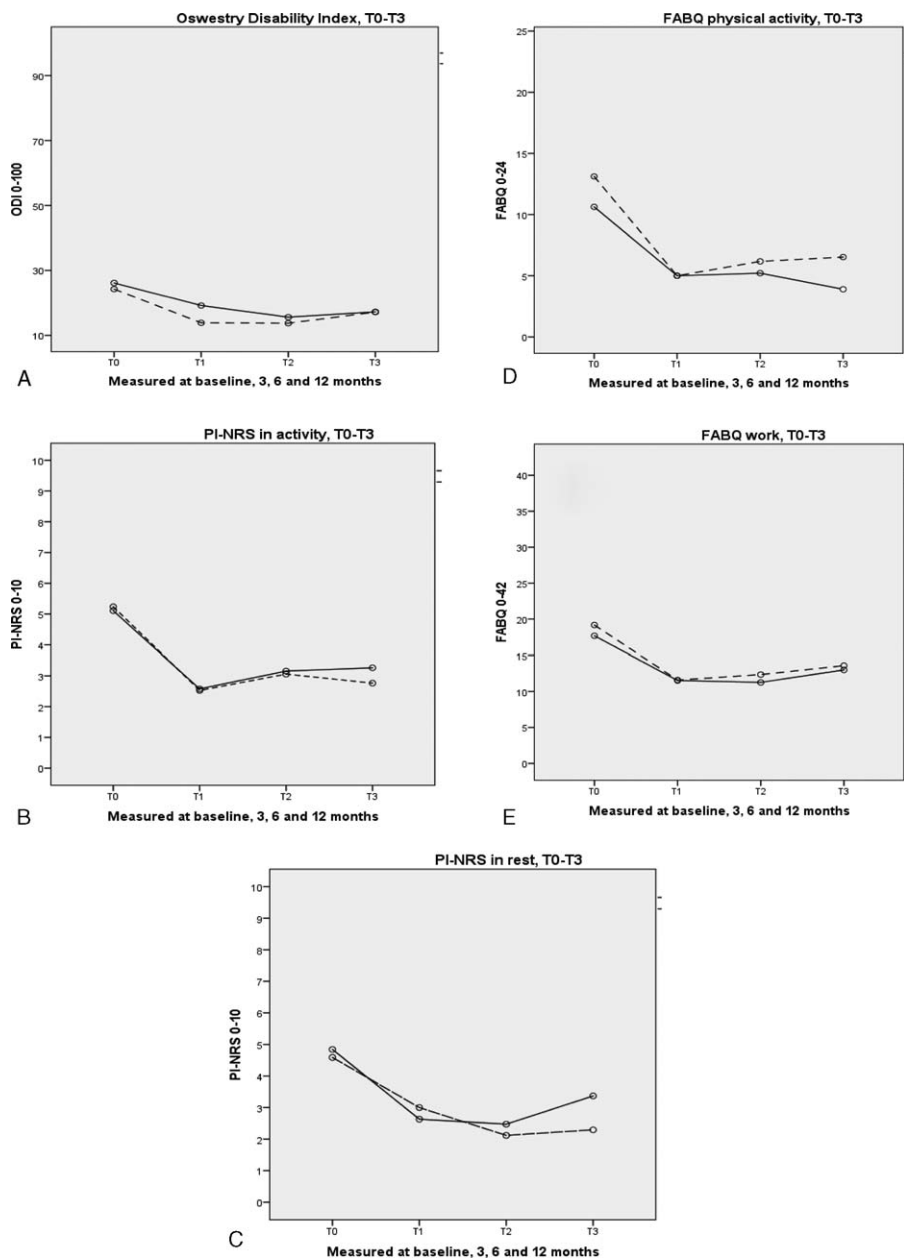 Oswestry Disability Index, T0-T3
90
70
50
30
10
ODI 0-100
T0 T1 T2 T3
Measured at baseline, 3, 6 and 12 months
A
FABQ physical activity, T0-T3
25
20
15
10
5
0
FABQ 0-24
T0 T1 T2 T3
Measured at baseline, 3, 6 and 12 months
D
PI-NRS in activity, T0-T3
10
9
8
7
6
5
4
3
2
1
0
PI-NRS 0-10
T0 T1 T2 T3
Measured at baseline, 3, 6 and 12 months
B
FABQ work, T0-T3
40
35
30
25
20
15
10
5
0
FABQ 0-42
T0 T1 T2 T3
Measured at baseline, 3, 6 and 12 months
E
PI-NRS in rest, T0-T3
10
9
8
7
6
5
4
3
2
1
0
PI-NRS 0-10
T0 T1 T2 T3
Measured at baseline, 3, 6 and 12 months
C